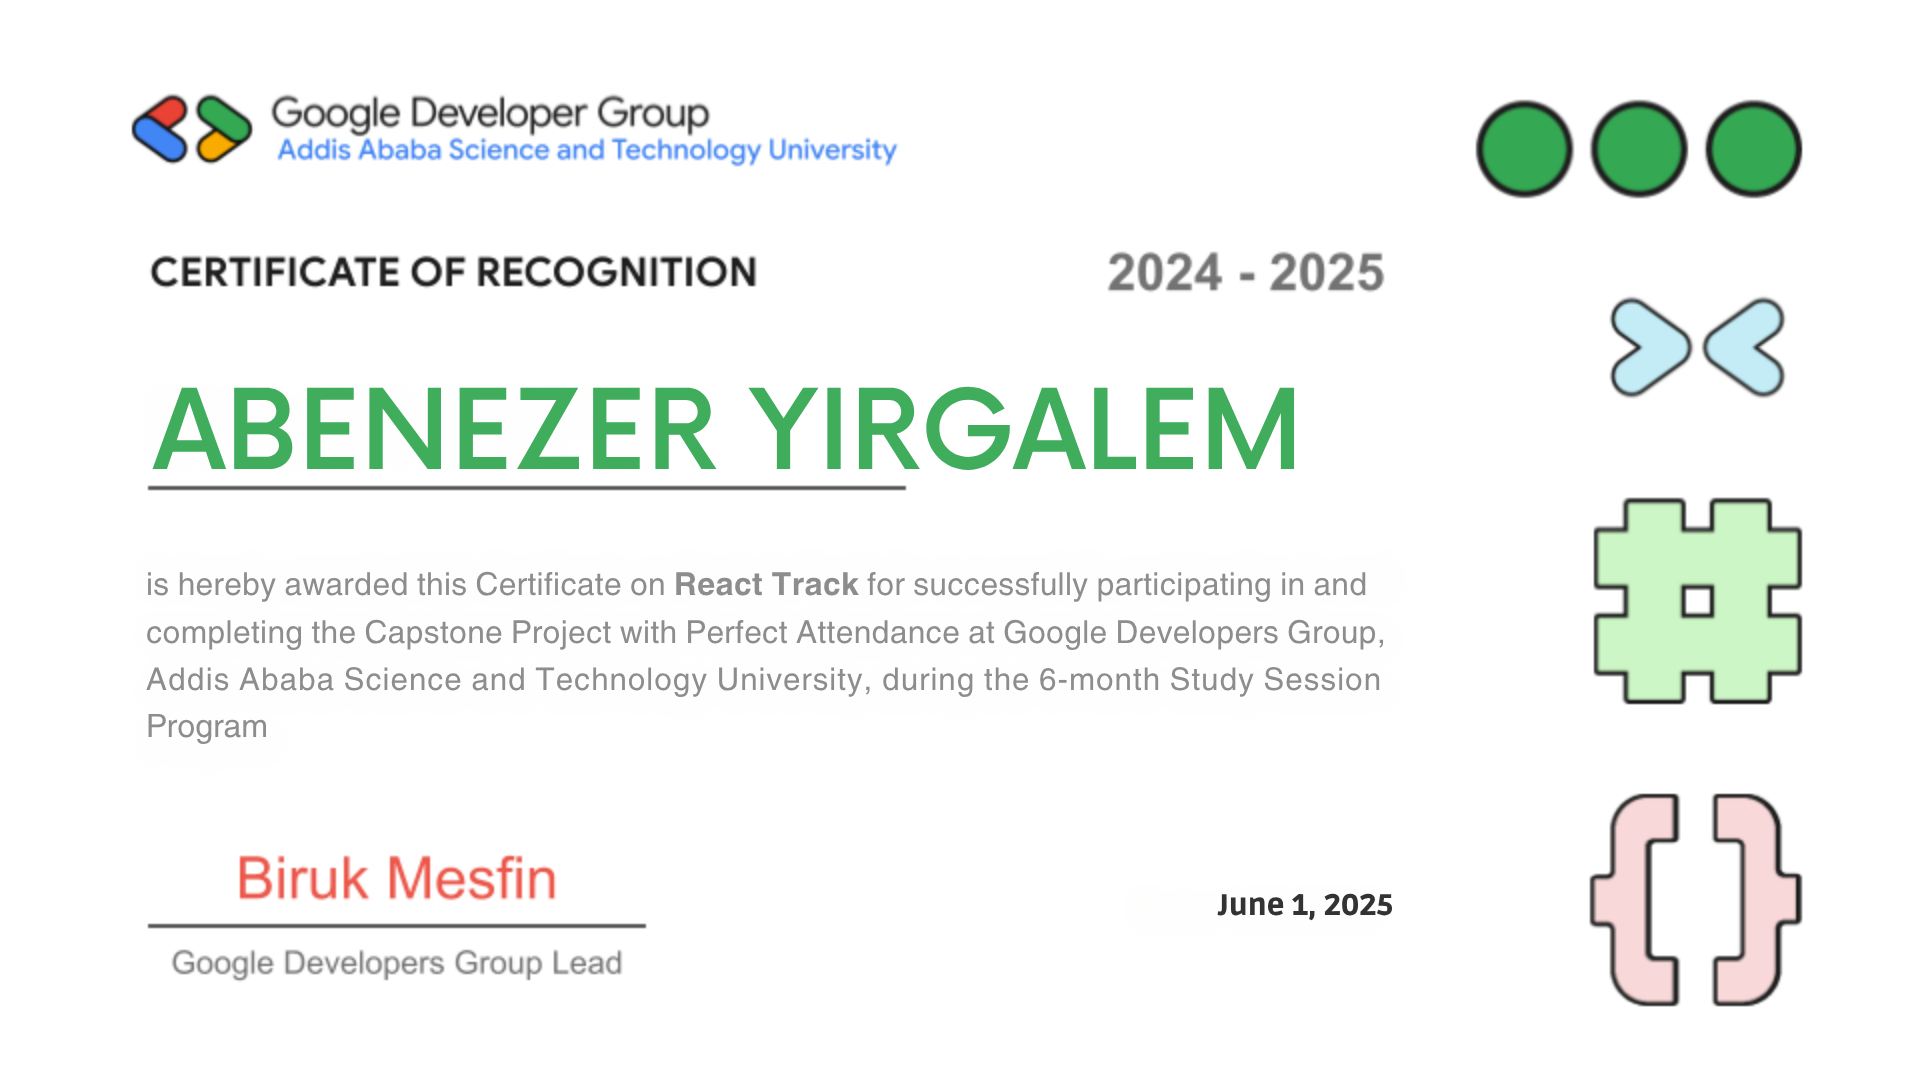 Google Developer Group
Addis Ababa Science and Technology University
CERTIFICATE OF RECOGNITION
2024 - 2025
ABENEZER YIRGALEM
is hereby awarded this Certificate on React Track for successfully participating in and
completing the Capstone Project with Perfect Attendance at Google Developers Group,
Addis Ababa Science and Technology University, during the 6-month Study Session
Program
Biruk Mesfin
Google Developers Group Lead
June 1, 2025